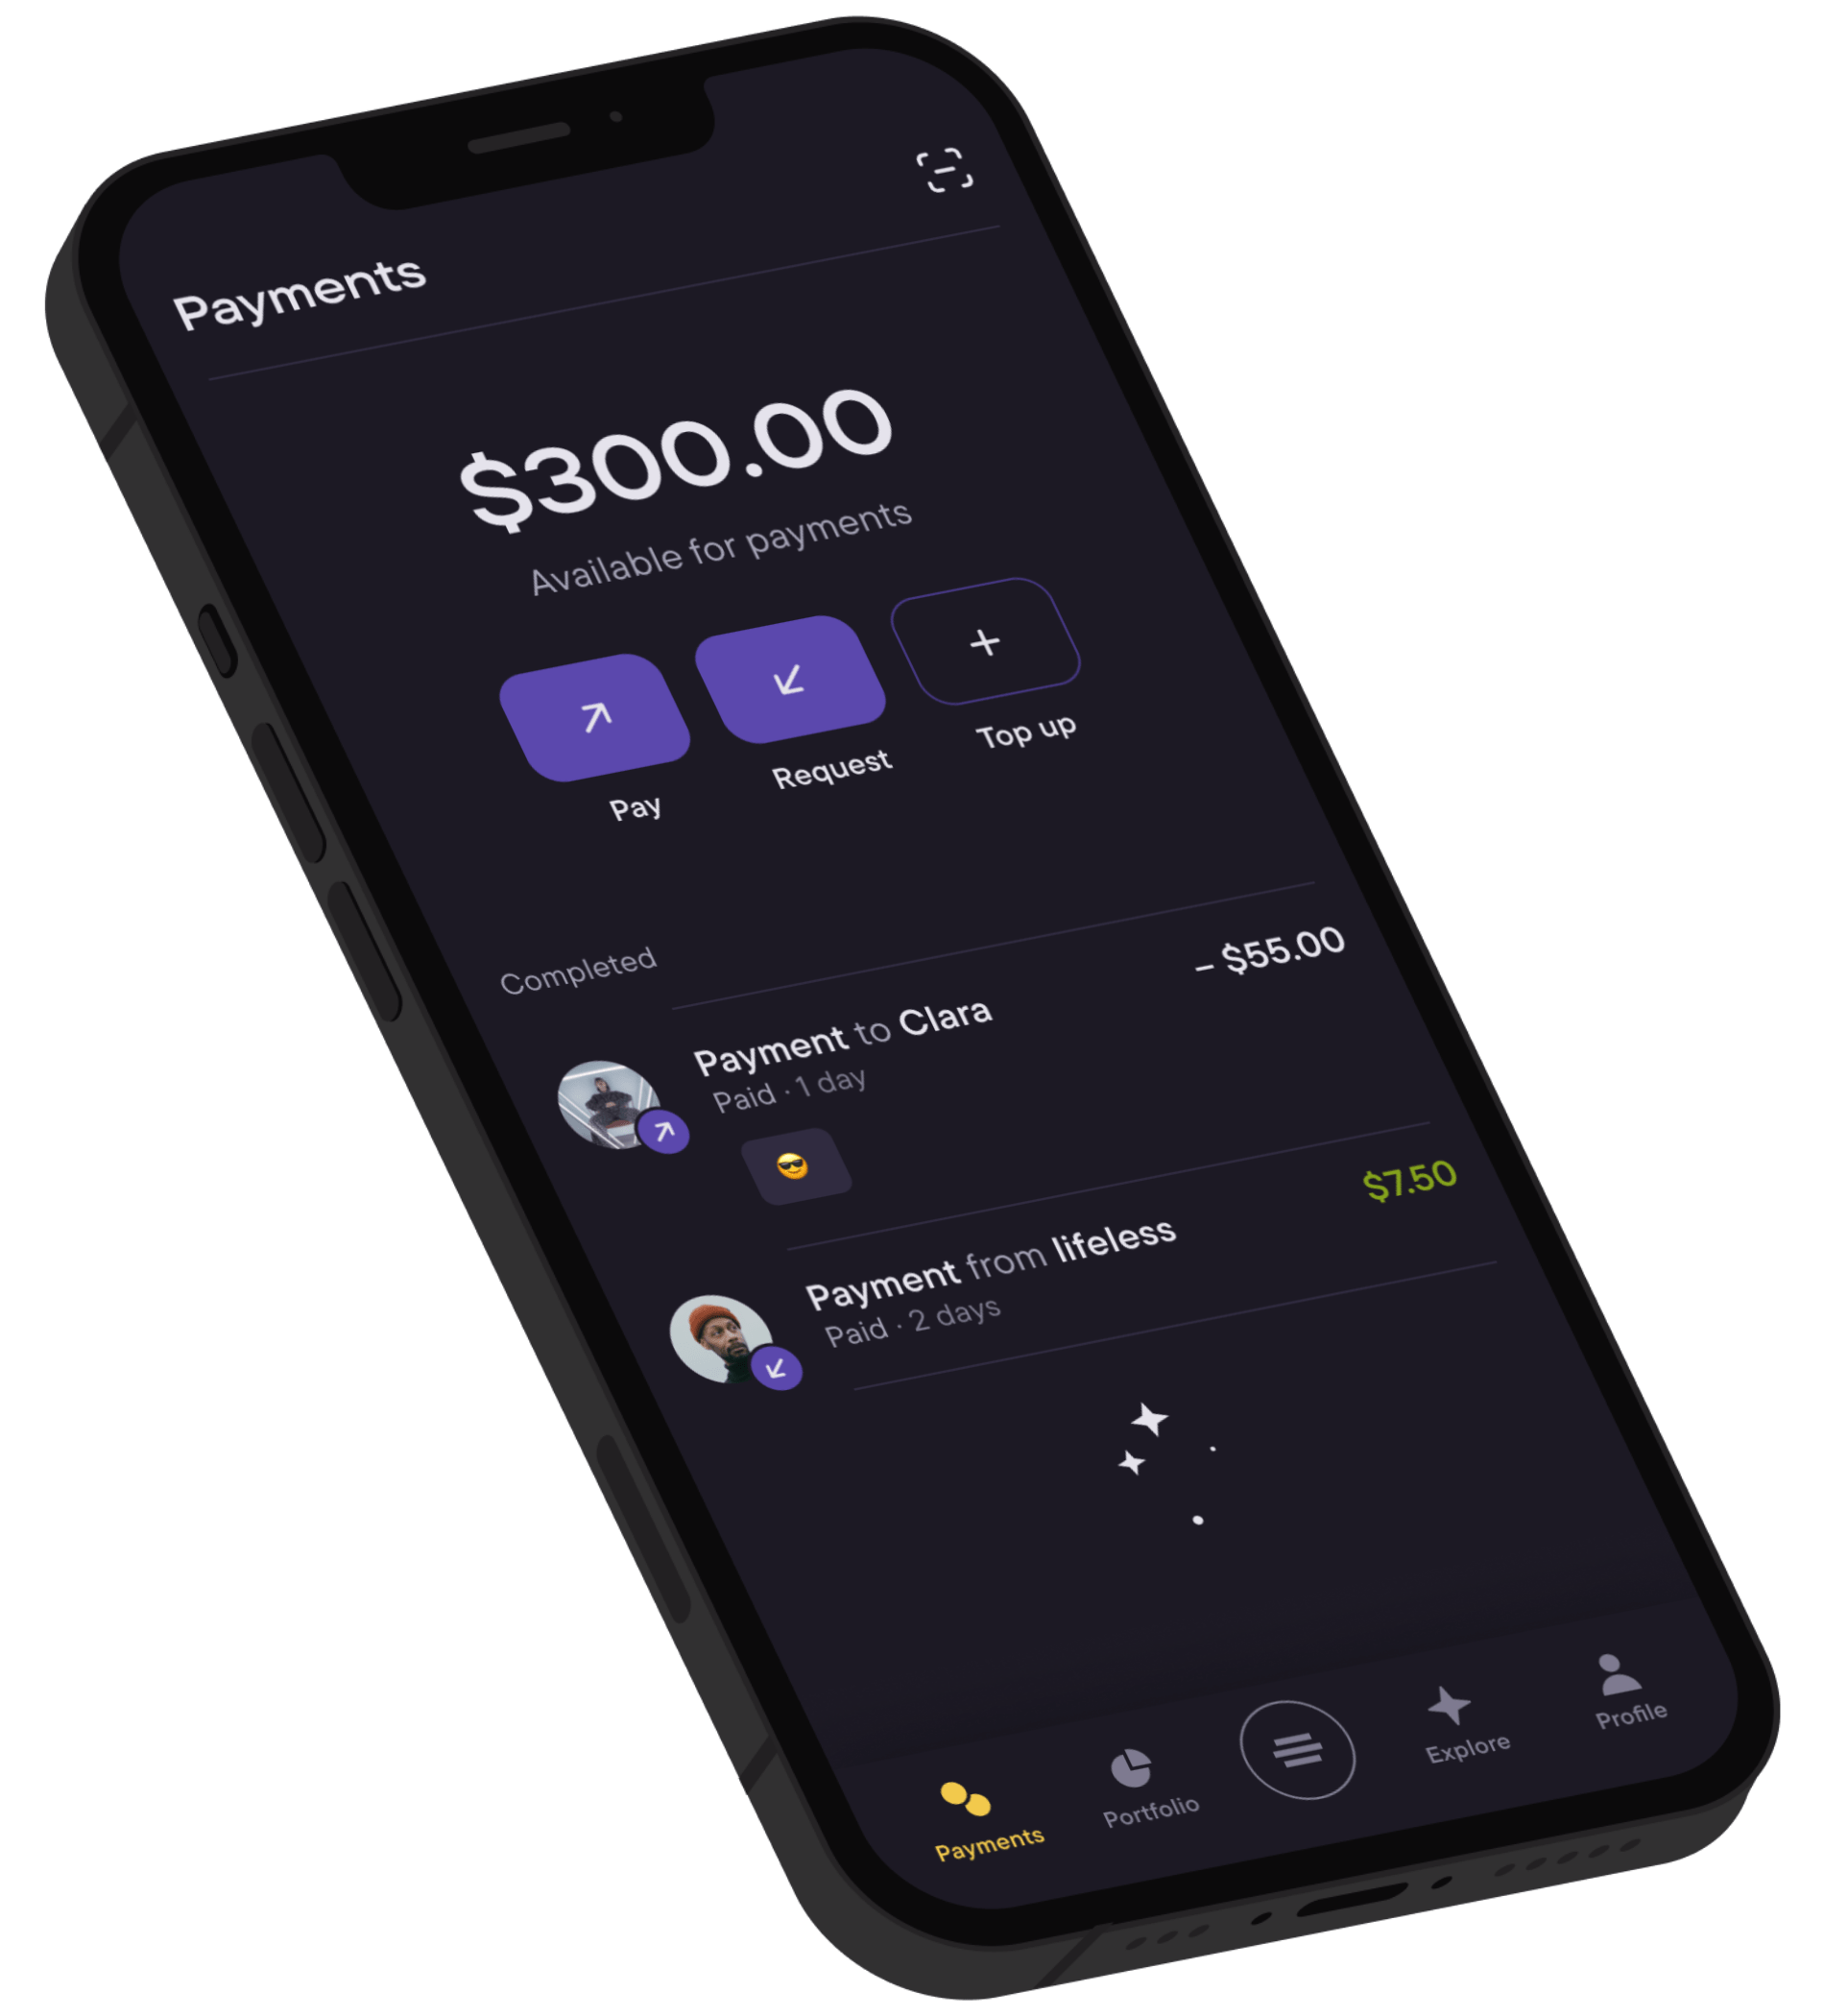 Payments
$300.00
Available for payments
Pay
Request
Top up
Completed
Payment to Clara
– $55.00
Paid · 1 day
Payment from lifeless
$7.50
Paid · 2 days
Payments
Portfolio
Explore
Profile